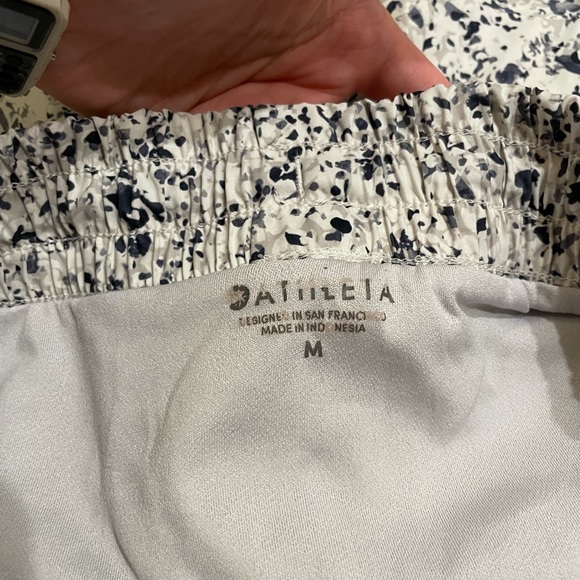 ATHLETA
DESIGNED IN SAN FRANCISCO
MADE IN INDONESIA
M